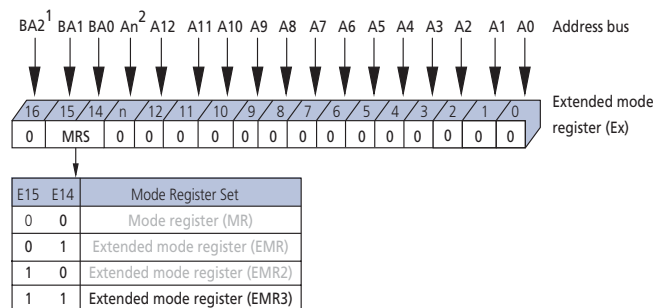 BA2 1 BA1 BA0 An 2 A12 A11 A10 A9 A8 A7 A6 A5 A4 A3 A2 A1 A0 Address bus
16 15 14 n 12 11 10 9 8 7 6 5 4 3 2 1 0 Extended mode
register (Ex)
0 MRS 0 0 0 0 0 0 0 0 0 0 0 0 0 0
E15 E14 Mode Register Set
0 0 Mode register (MR)
0 1 Extended mode register (EMR)
1 0 Extended mode register (EMR2)
1 1 Extended mode register (EMR3)